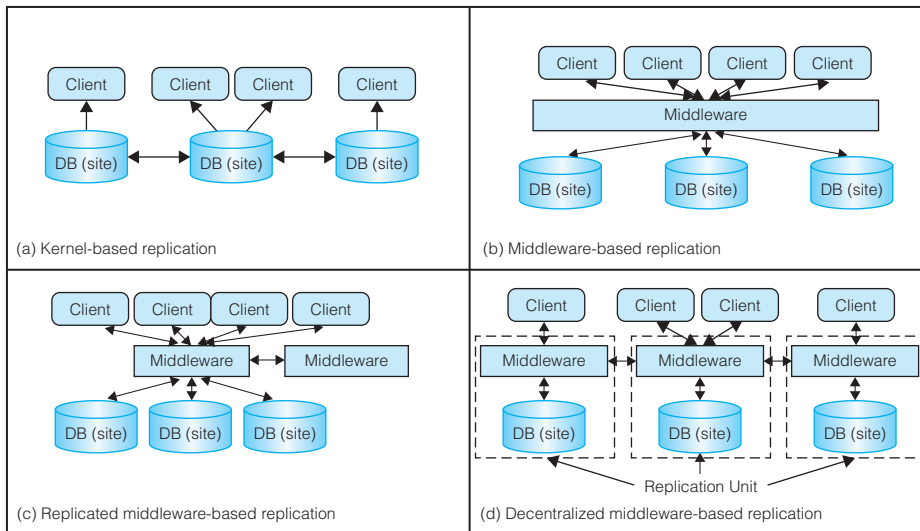 Client
Client
Client
Client
DB (site)
DB (site)
DB (site)
(a) Kernel-based replication
Client
Client
Client
Client
Middleware
DB (site)
DB (site)
DB (site)
(b) Middleware-based replication
Client
Client
Client
Client
Middleware
Middleware
DB (site)
DB (site)
DB (site)
(c) Replicated middleware-based replication
Client
Client
Client
Client
Middleware
Middleware
Middleware
DB (site)
DB (site)
DB (site)
Replication Unit
(d) Decentralized middleware-based replication